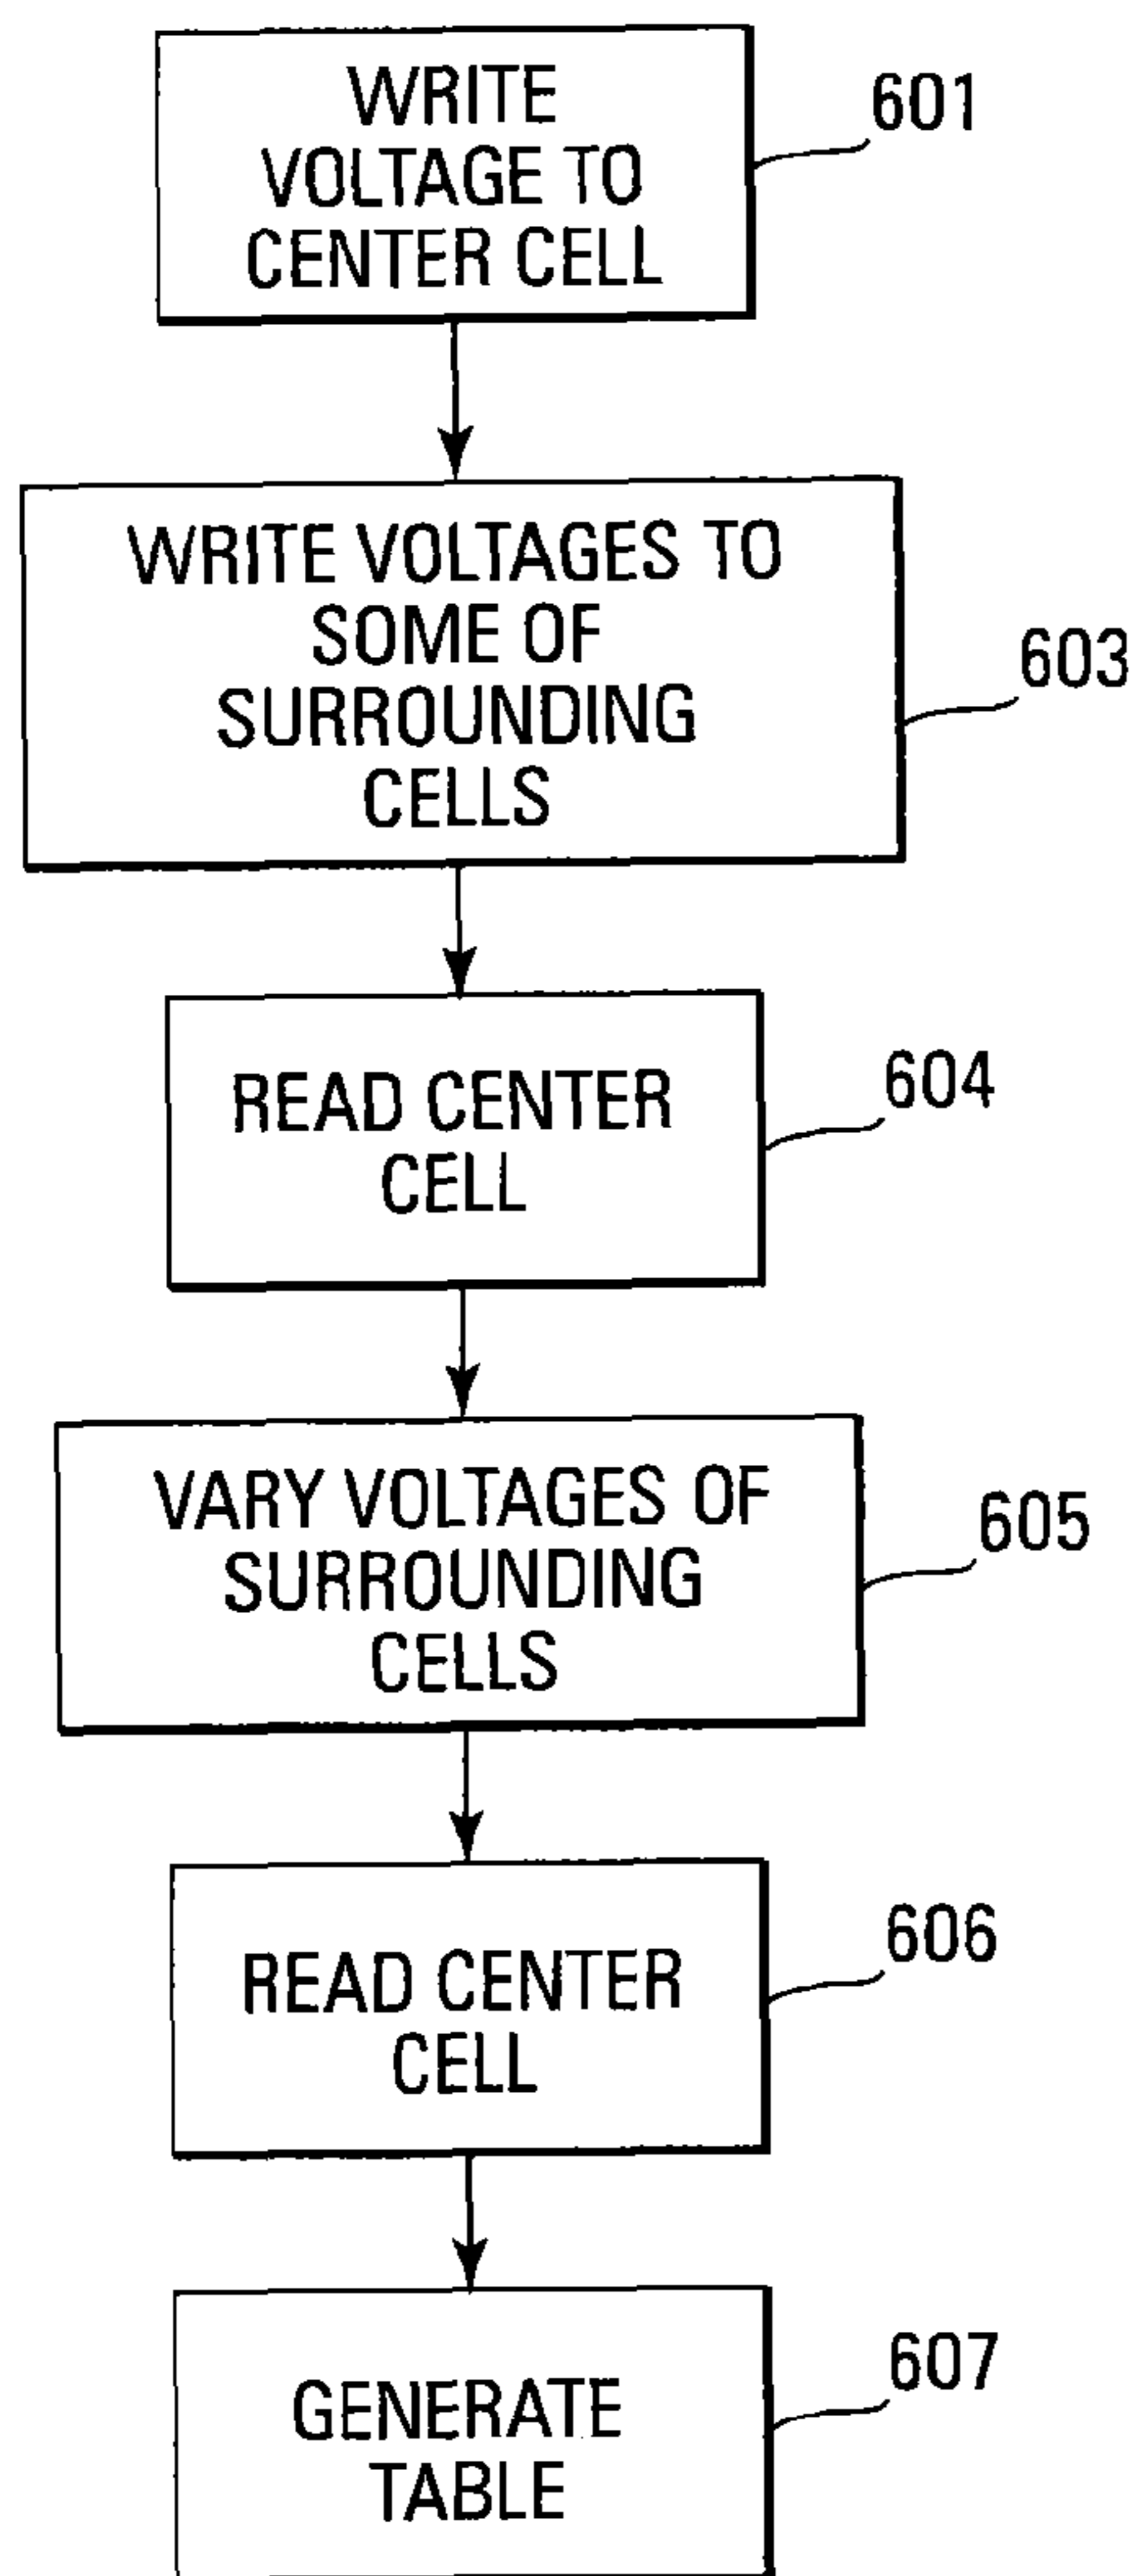 WRITE
VOLTAGE TO
CENTER CELL
601
WRITE VOLTAGES TO
SOME OF
SURROUNDING
CELLS
603
READ CENTER
CELL
604
VARY VOLTAGES OF
SURROUNDING
CELLS
605
READ CENTER
CELL
606
GENERATE
TABLE
607